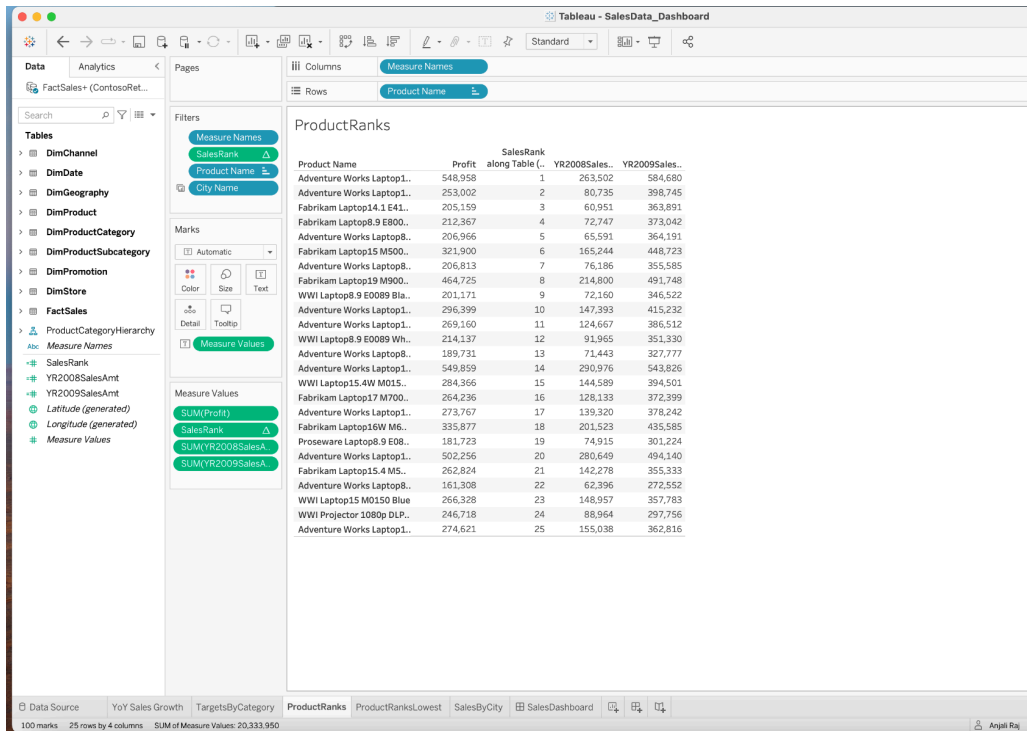 Tableau - SalesData_Dashboard
Standard
Data Analytics
FactSales+ (ContosoRet...
Search
Tables
DimChannel
DimDate
DimGeography
DimProduct
DimProductCategory
DimProductSubcategory
DimPromotion
DimStore
FactSales
ProductCategoryHierarchy
Abc Measure Names
SalesRank
YR2008SalesAmt
YR2009SalesAmt
Latitude (generated)
Longitude (generated)
Measure Values
Pages
Filters
Measure Names
SalesRank
Product Name
City Name
Marks
Automatic
Color Size Text
Detail Tooltip
Measure Values
Measure Values
SUM(Profit)
SalesRank
SUM(YR2008SalesA..
SUM(YR2009SalesA..
Columns Measure Names
Rows Product Name
ProductRanks
SalesRank
Product Name Profit along Table (.. YR2008Sales.. YR2009Sales..
Adventure Works Laptop1.. 548,958 1 263,502 584,680
Adventure Works Laptop1.. 253,002 2 80,735 398,745
Fabrikam Laptop14.1 E41.. 205,159 3 60,951 363,891
Fabrikam Laptop8.9 E800.. 212,367 4 72,747 373,042
Adventure Works Laptop8.. 206,966 5 65,591 364,191
Fabrikam Laptop15 M500.. 321,900 6 165,244 448,723
Adventure Works Laptop8.. 206,813 7 76,186 355,585
Fabrikam Laptop19 M900.. 464,725 8 214,800 491,748
WWI Laptop8.9 E0089 Bla.. 201,171 9 72,160 346,522
Adventure Works Laptop1.. 296,399 10 147,393 415,232
Adventure Works Laptop1.. 269,160 11 124,667 386,512
WWI Laptop8.9 E0089 Wh.. 214,137 12 91,965 351,330
Adventure Works Laptop8.. 189,731 13 71,443 327,777
Adventure Works Laptop1.. 549,859 14 290,976 543,826
WWI Laptop15.4W M015.. 284,366 15 144,589 394,501
Fabrikam Laptop17 M700.. 264,236 16 128,133 372,399
Adventure Works Laptop1.. 273,767 17 139,320 378,242
Fabrikam Laptop16W M6.. 335,877 18 201,523 435,585
Proseware Laptop8.9 E08.. 181,723 19 74,915 301,224
Adventure Works Laptop1.. 502,256 20 280,649 494,140
Fabrikam Laptop15.4 M5.. 262,824 21 142,278 355,333
Adventure Works Laptop8.. 161,308 22 62,396 272,552
WWI Laptop15 M0150 Blue 266,328 23 148,957 357,783
WWI Projector 1080p DLP.. 246,718 24 88,964 297,756
Adventure Works Laptop1.. 274,621 25 155,038 362,816
Data Source YoY Sales Growth TargetsByCategory ProductRanks ProductRanksLowest SalesByCity SalesDashboard
100 marks 25 rows by 4 columns SUM of Measure Values: 20,333,950 Anjali Raj